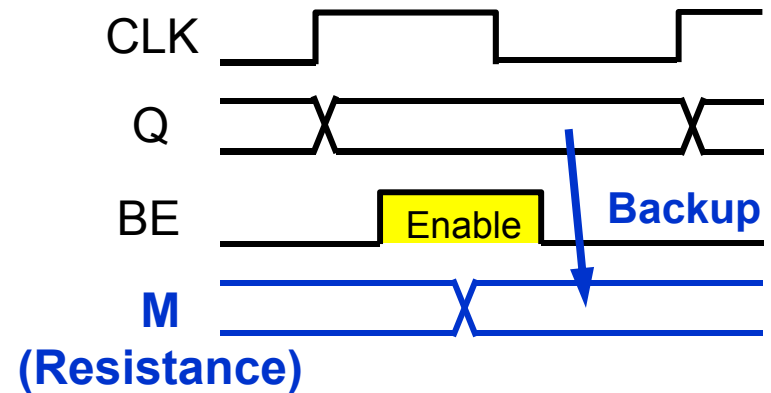 CLK
Q
BE
Enable
Backup
M
(Resistance)